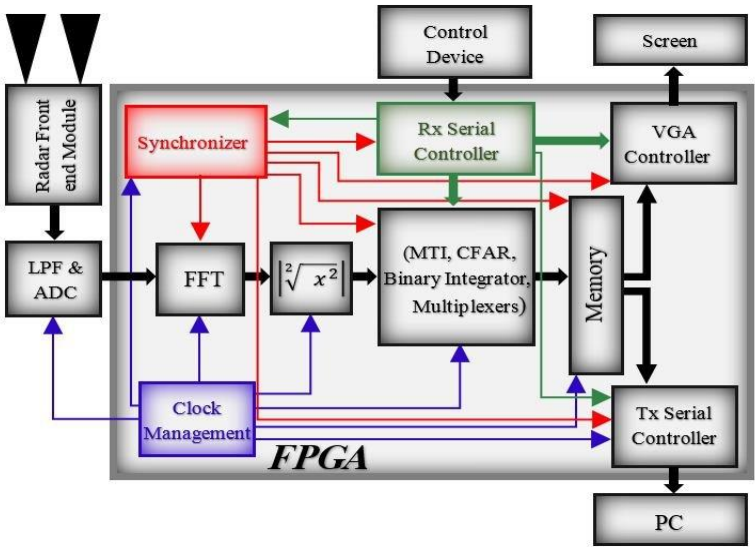 Control
Device
Screen
Radar Front
end Module
Synchronizer
Rx Serial
Controller
VGA
Controller
LPF &
ADC
FFT
|²√x²|
(MTI, CFAR,
Binary Integrator,
Multiplexers)
Memory
Clock
Management
FPGA
Tx Serial
Controller
PC